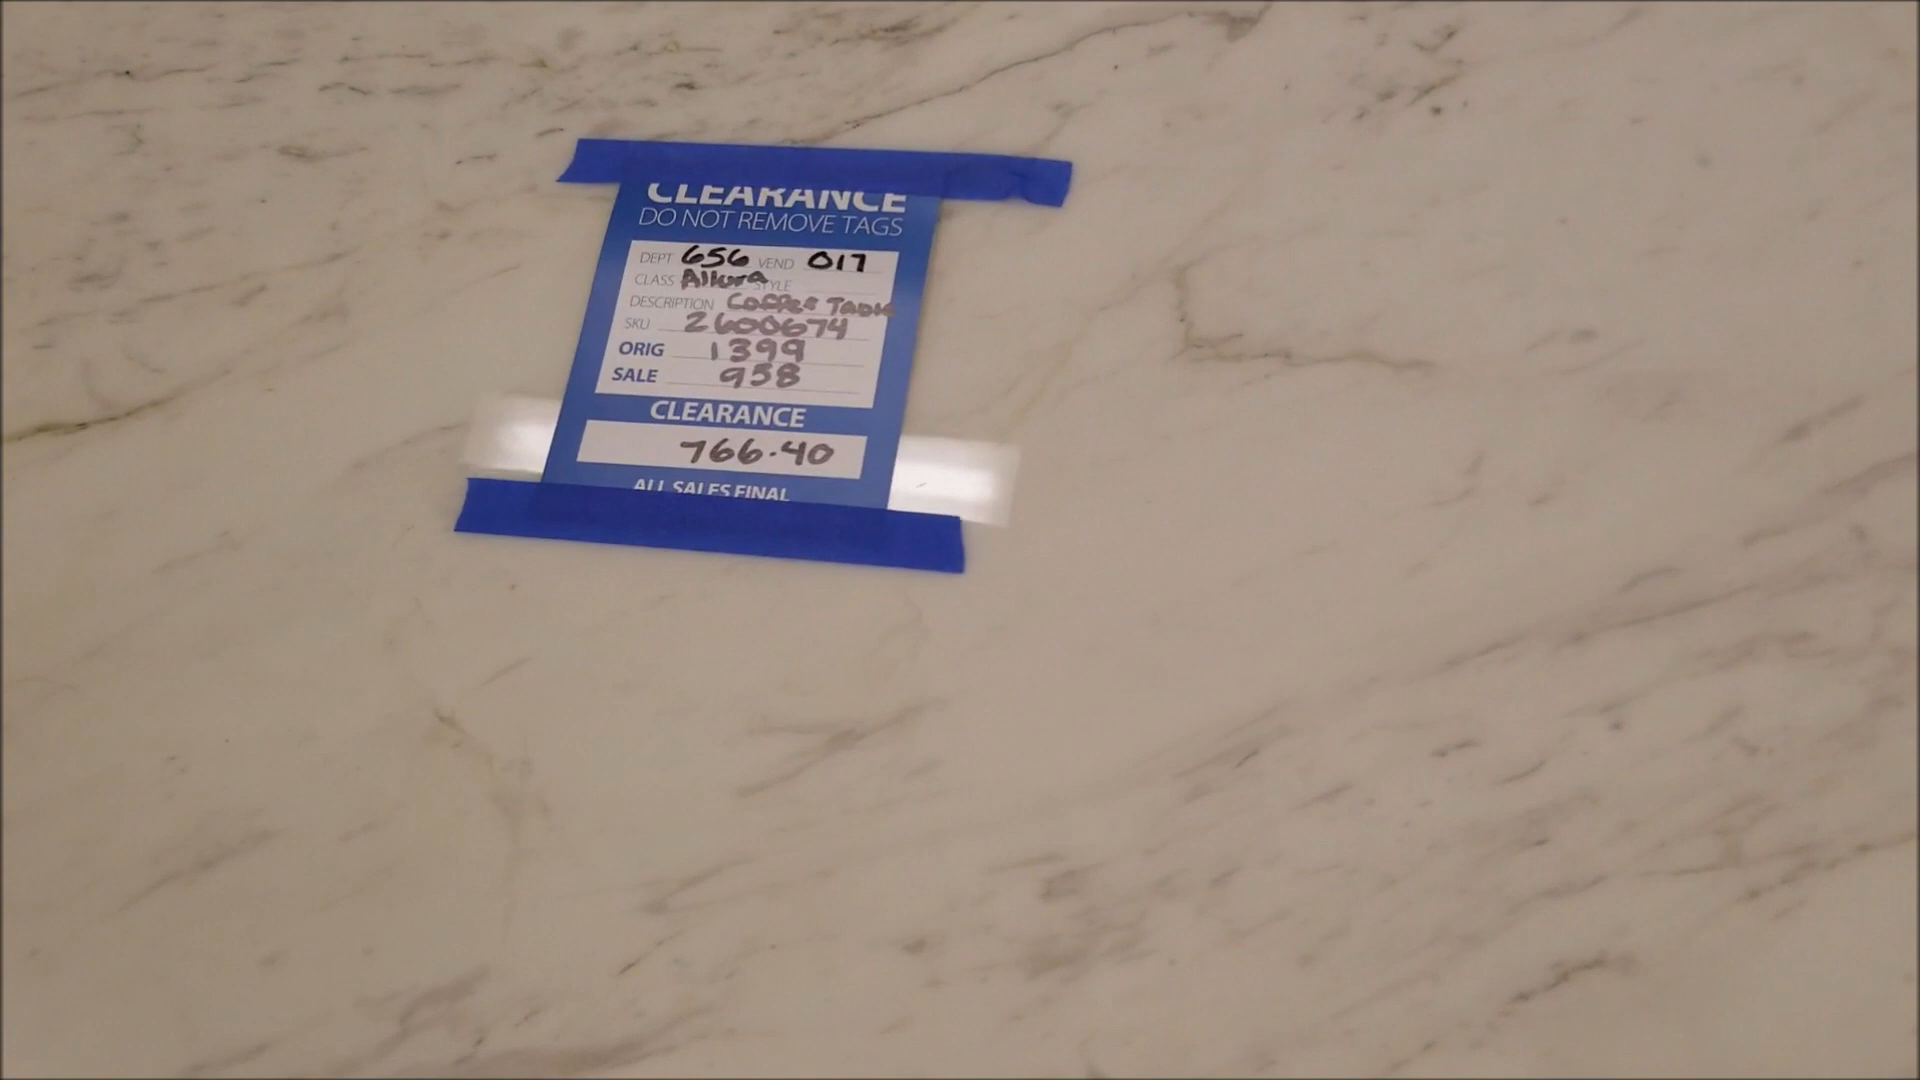 CLEARANCE
DO NOT REMOVE TAGS
DEPT 656 VEND 017
CLASS Allura STYLE
DESCRIPTION Coffee Table
SKU 2600674
ORIG 1399
SALE 958
CLEARANCE
766.40
ALL SALES FINAL